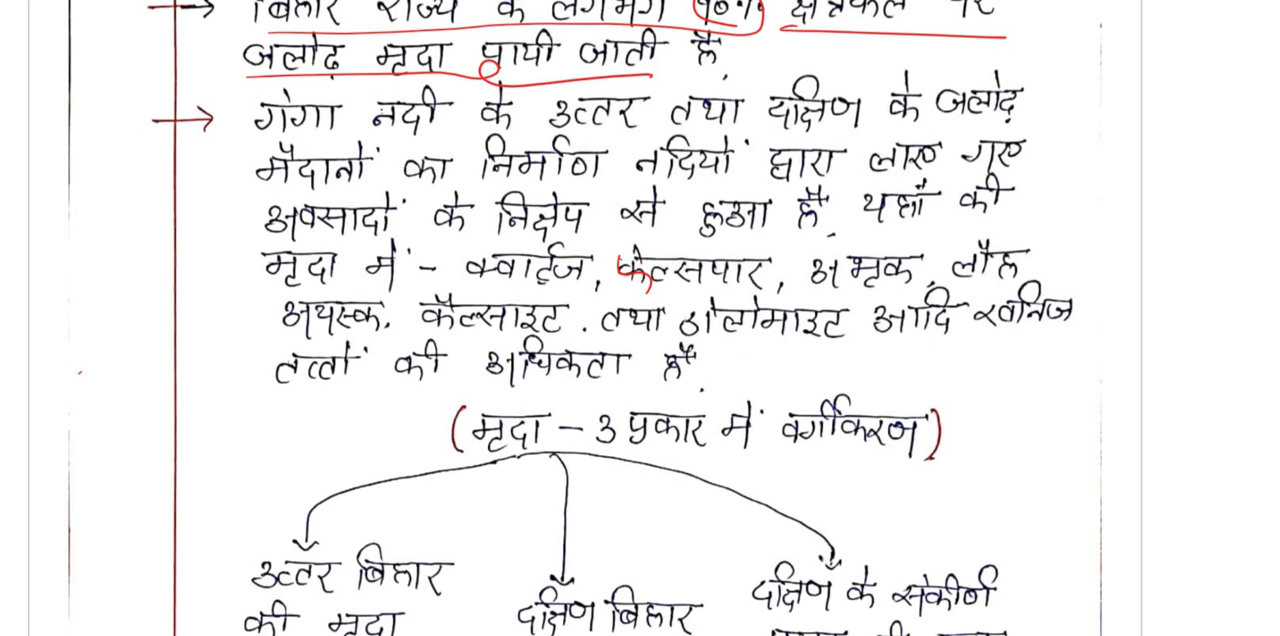 बिहार राज्य के लगभग 90% क्षेत्रफल पर
जलोढ़ मृदा पायी जाती है
गंगा नदी के उत्तर तथा दक्षिण के जलोढ़
मैदानों का निर्माण नदियों द्वारा लाए गए
अवसादों के निक्षेप से हुआ है. यहाँ की
मृदा में - क्वार्ट्ज, फेल्सपार, अभ्रक, लौह
अयस्क, कैल्साइट. तथा डोलोमाइट आदि खनिज
तत्वों की अधिकता है.
(मृदा - 3 प्रकार में वर्गीकरण)
उत्तर बिहार दक्षिण बिहार दक्षिण के संकीर्ण
की मृदा